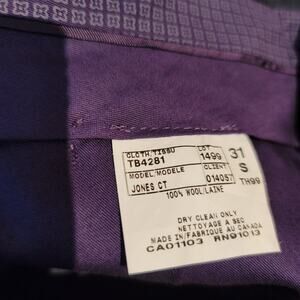 CLOTH/TISSU LOT 31
TB4281 1499 S
MODEL/MODELE CLIENT TH99
JONES CT 014057
100% WOOL/LAINE
DRY CLEAN ONLY
NETTOYAGE A SEC
MADE IN/FABRIQUE AU CANADA
CA01103 RN91013